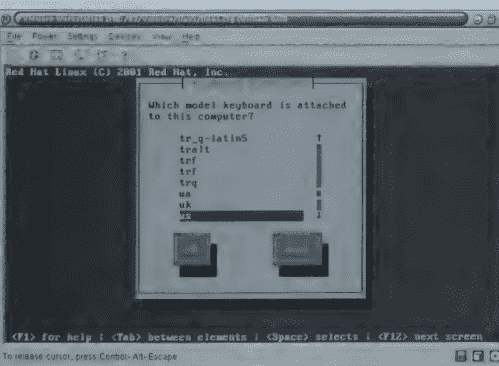 File Power Settings Devices View Help
Red Hat Linux (C) 2001 Red Hat, Inc.
Which model keyboard is attached
to this computer?
tr_q-latin5
tralt
trf
trf
trq
ua
uk
us
<F1> for help | <Tab> between elements | <Space> selects | <F12> next screen
To release cursor, press Control-Alt-Escape